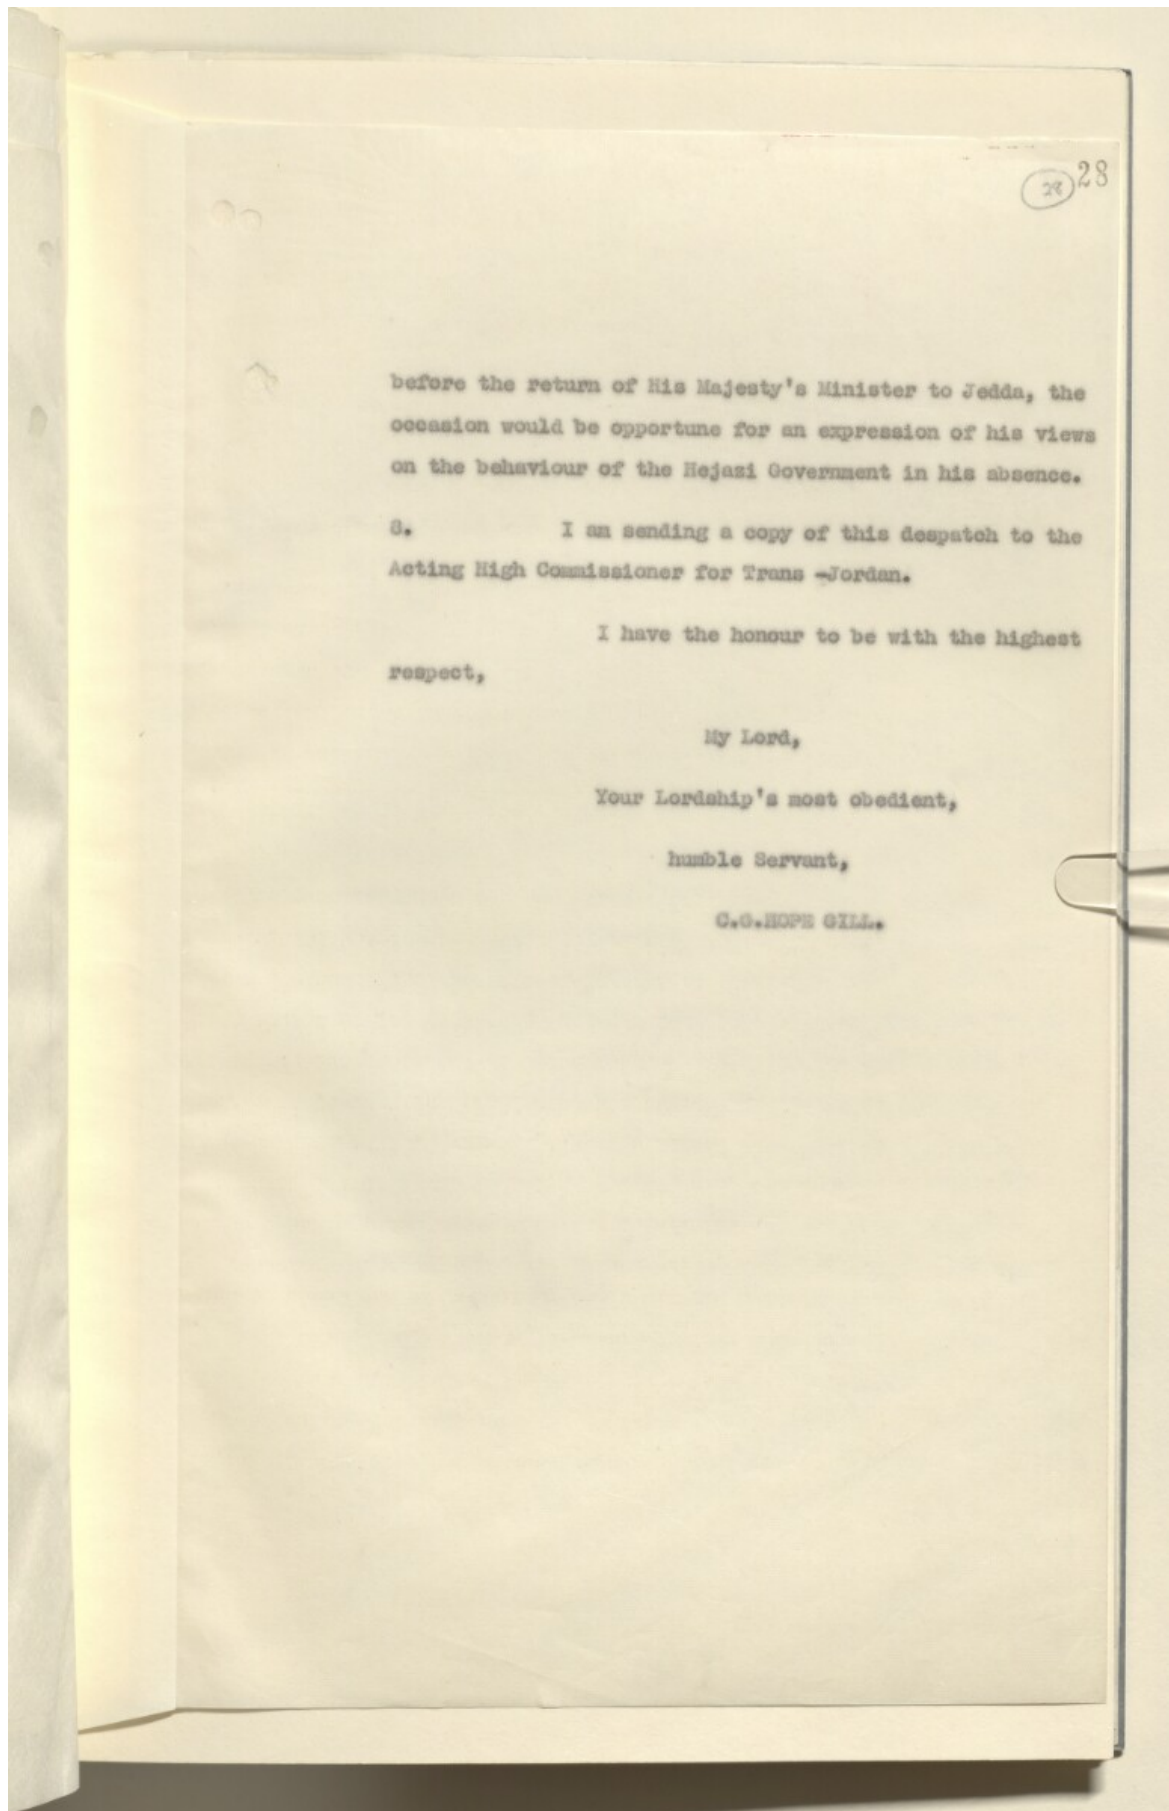 28
28
before the return of His Majesty's Minister to Jedda, the
occasion would be opportune for an expression of his views
on the behaviour of the Hejazi Government in his absence.
8. I am sending a copy of this despatch to the
Acting High Commissioner for Trans -Jordan.
I have the honour to be with the highest
respect,
My Lord,
Your Lordship's most obedient,
humble Servant,
C.G.HOPE GILL.